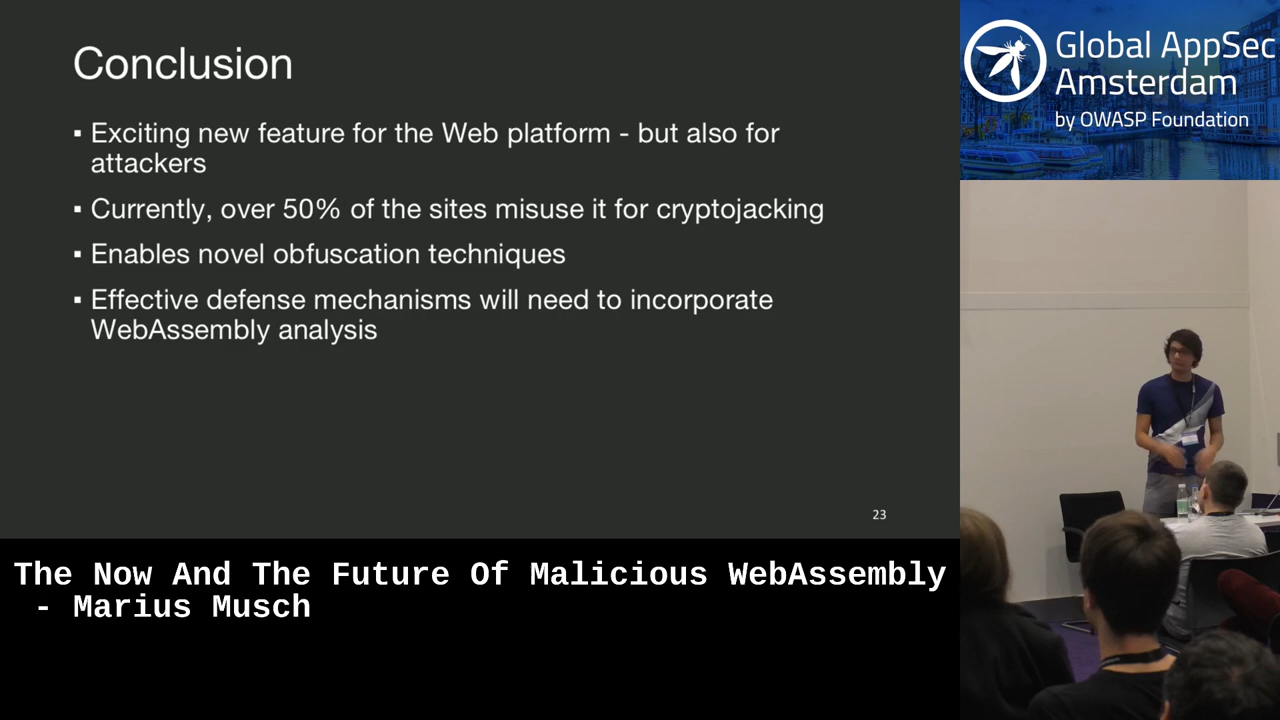 Conclusion
▪ Exciting new feature for the Web platform - but also for
attackers
▪ Currently, over 50% of the sites misuse it for cryptojacking
▪ Enables novel obfuscation techniques
▪ Effective defense mechanisms will need to incorporate
WebAssembly analysis
23
Global AppSec
Amsterdam
by OWASP Foundation
The Now And The Future Of Malicious WebAssembly
- Marius Musch